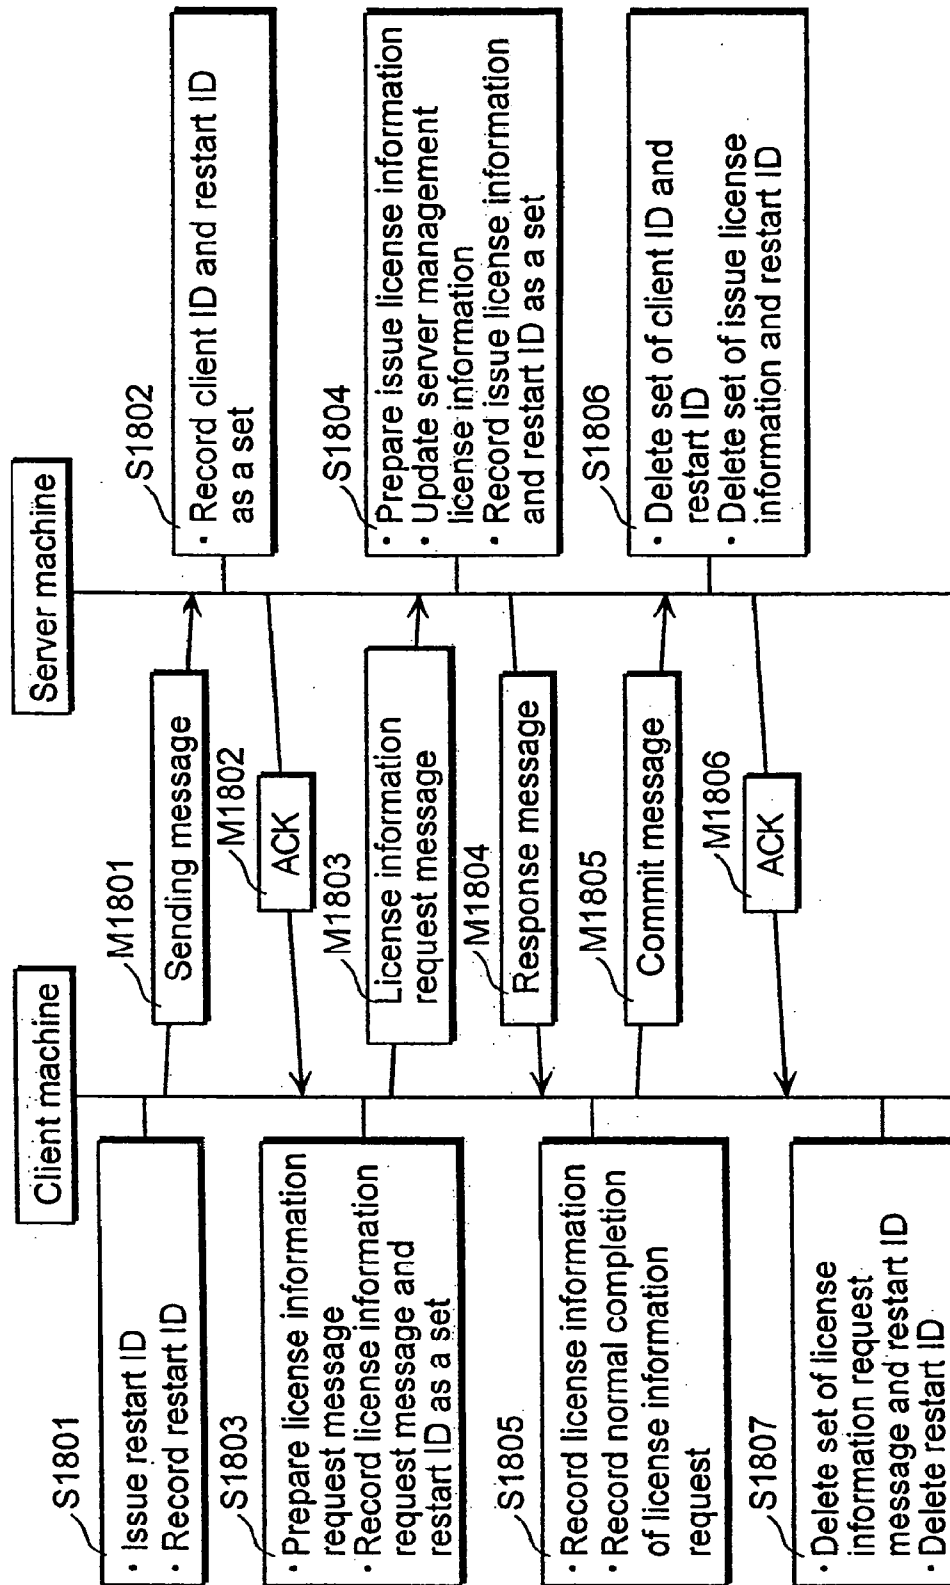 Client machine
Server machine
S1801
· Issue restart ID
· Record restart ID
M1801
Sending message
S1802
· Record client ID and restart ID
as a set
M1802
ACK
S1803
· Prepare license information
request message
· Record license information
request message and
restart ID as a set
M1803
License information
request message
S1804
· Prepare issue license information
· Update server management
license information
· Record issue license information
and restart ID as a set
M1804
Response message
S1805
· Record license information
· Record normal completion
of license information
request
M1805
Commit message
S1806
· Delete set of client ID and
restart ID
· Delete set of issue license
information and restart ID
M1806
ACK
S1807
· Delete set of license
information request
message and restart ID
· Delete restart ID